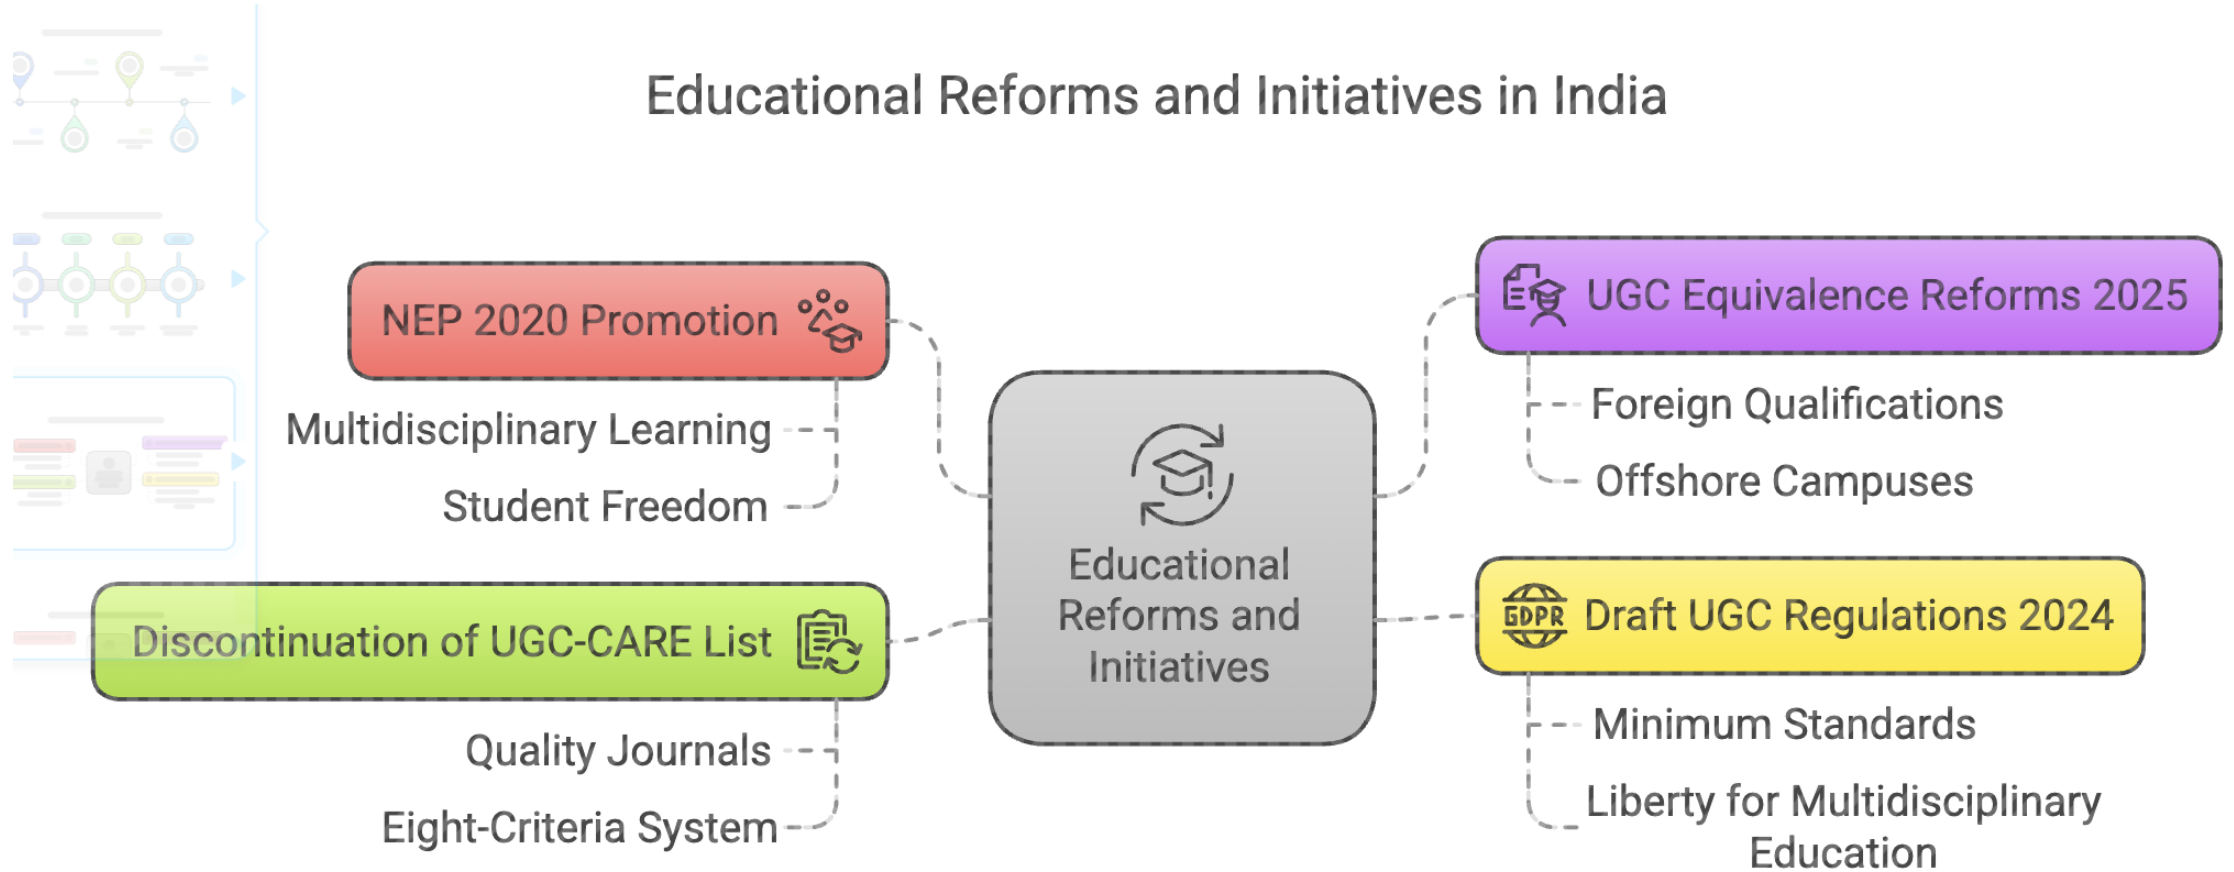 Educational Reforms and Initiatives in India
NEP 2020 Promotion
Multidisciplinary Learning
Student Freedom
Discontinuation of UGC-CARE List
Quality Journals
Eight-Criteria System
Educational
Reforms and
Initiatives
UGC Equivalence Reforms 2025
Foreign Qualifications
Offshore Campuses
GDPR
Draft UGC Regulations 2024
Minimum Standards
Liberty for Multidisciplinary
Education